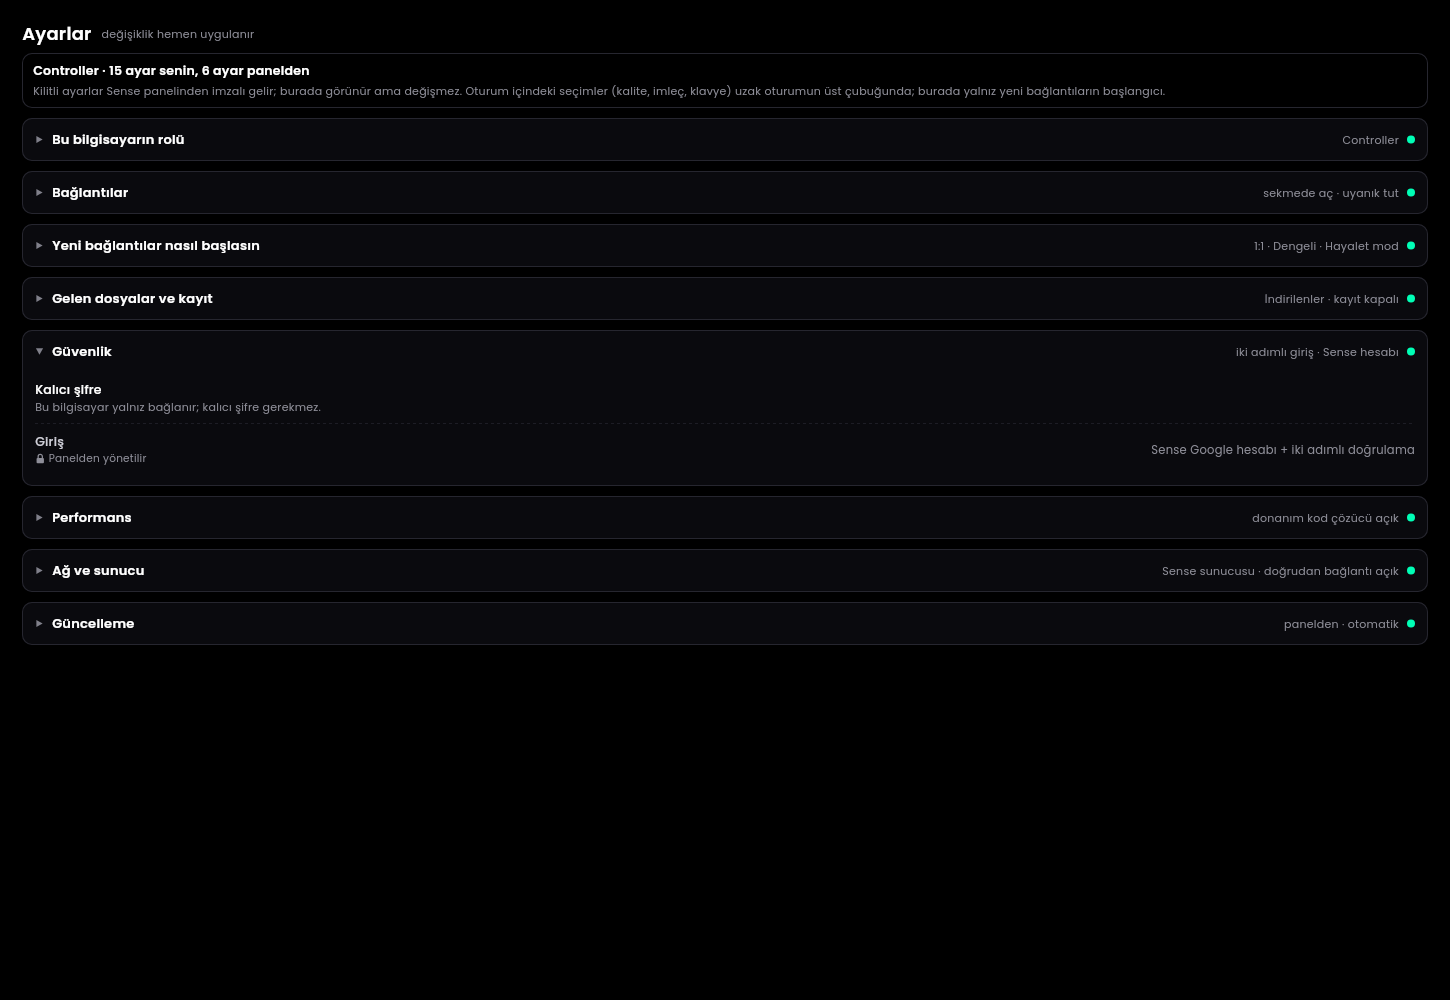 Ayarlar değişiklik hemen uygulanır
Controller · 15 ayar senin, 6 ayar panelden
Kilitli ayarlar Sense panelinden imzalı gelir; burada görünür ama değişmez. Oturum içindeki seçimler (kalite, imleç, klavye) uzak oturumun üst çubuğunda; burada yalnız yeni bağlantıların başlangıcı.
Bu bilgisayarın rolü Controller
Bağlantılar sekmede aç · uyanık tut
Yeni bağlantılar nasıl başlasın 1:1 · Dengeli · Hayalet mod
Gelen dosyalar ve kayıt İndirilenler · kayıt kapalı
Güvenlik iki adımlı giriş · Sense hesabı
Kalıcı şifre
Bu bilgisayar yalnız bağlanır; kalıcı şifre gerekmez.
Giriş
Panelden yönetilir
Sense Google hesabı + iki adımlı doğrulama
Performans donanım kod çözücü açık
Ağ ve sunucu Sense sunucusu · doğrudan bağlantı açık
Güncelleme panelden · otomatik